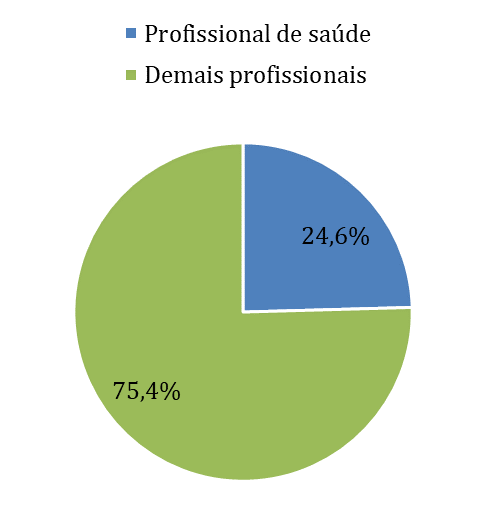 Profissional de saúde
Demais profissionais
24,6%
75,4%